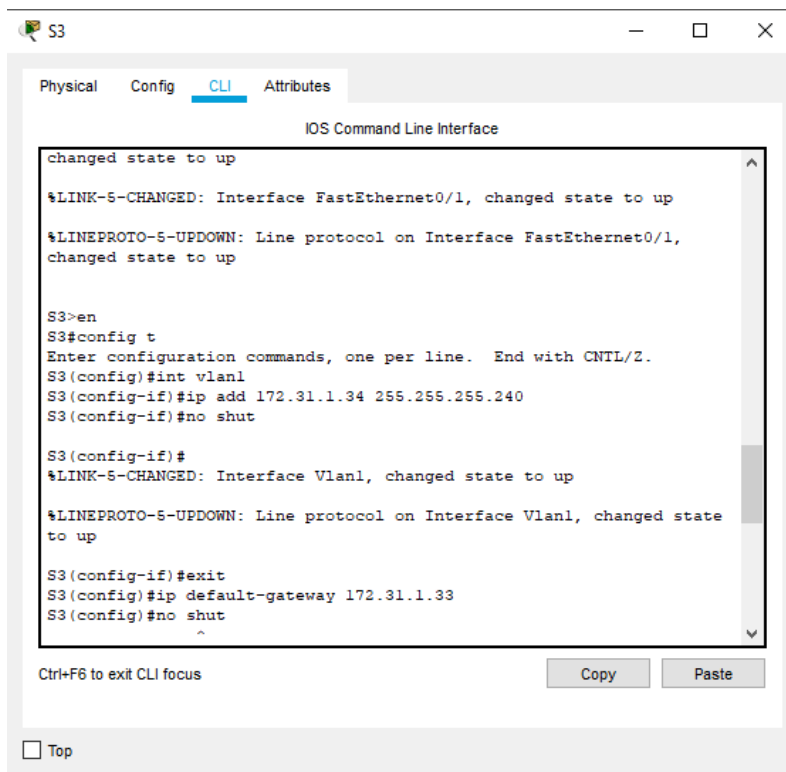 S3
Physical Config CLI Attributes
IOS Command Line Interface
changed state to up
%LINK-5-CHANGED: Interface FastEthernet0/1, changed state to up
%LINEPROTO-5-UPDOWN: Line protocol on Interface FastEthernet0/1,
changed state to up
S3>en
S3#config t
Enter configuration commands, one per line.  End with CNTL/Z.
S3(config)#int vlan1
S3(config-if)#ip add 172.31.1.34 255.255.255.240
S3(config-if)#no shut
S3(config-if)#
%LINK-5-CHANGED: Interface Vlan1, changed state to up
%LINEPROTO-5-UPDOWN: Line protocol on Interface Vlan1, changed state
to up
S3(config-if)#exit
S3(config)#ip default-gateway 172.31.1.33
S3(config)#no shut
^
Ctrl+F6 to exit CLI focus Copy Paste
Top